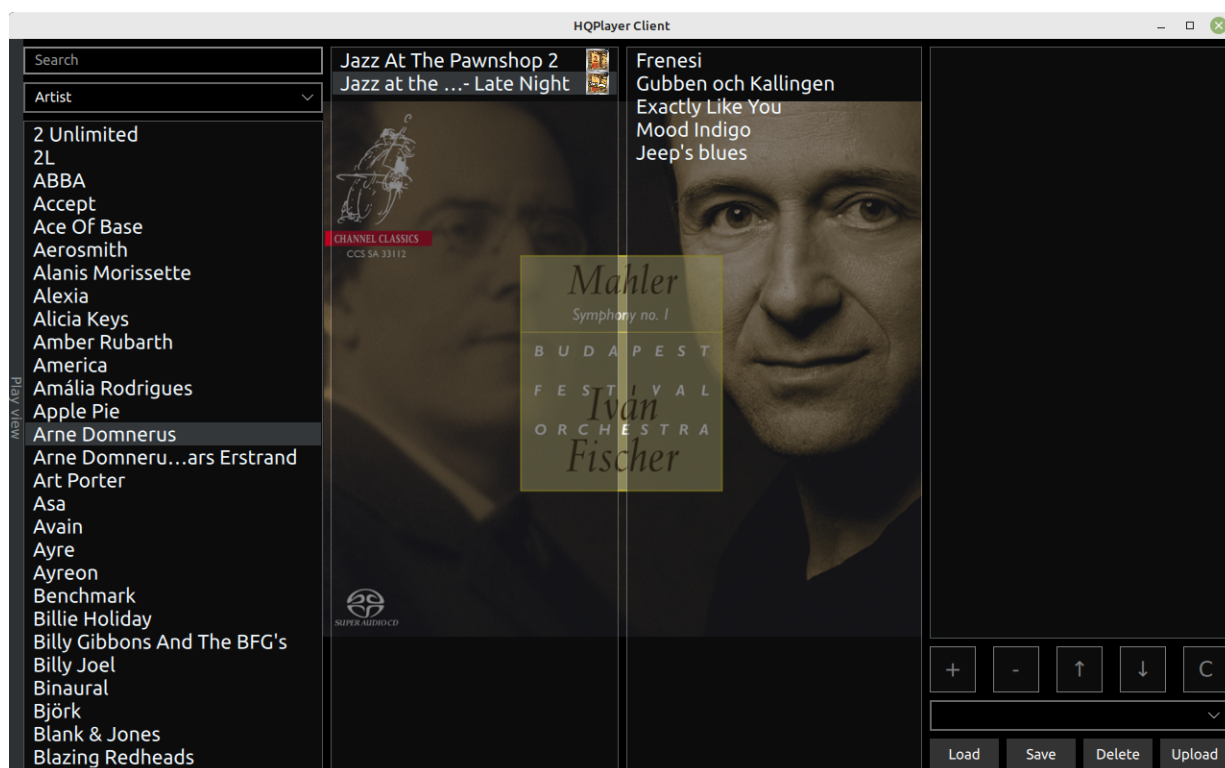 HQPlayer Client
Play view
Search
Artist
2 Unlimited
2L
ABBA
Accept
Ace Of Base
Aerosmith
Alanis Morissette
Alexia
Alicia Keys
Amber Rubarth
America
Amália Rodrigues
Apple Pie
Arne Domnerus
Arne Domneru…ars Erstrand
Art Porter
Asa
Avain
Ayre
Ayreon
Benchmark
Billie Holiday
Billy Gibbons And The BFG's
Billy Joel
Binaural
Björk
Blank & Jones
Blazing Redheads
Jazz At The Pawnshop 2
Jazz at the …- Late Night
Frenesi
Gubben och Kallingen
Exactly Like You
Mood Indigo
Jeep's blues
CHANNEL CLASSICS
CCS SA 33112
Mahler
Symphony no. 1
BUDAPEST
FESTIVAL
Iván
ORCHESTRA
Fischer
SUPER AUDIO CD
+ - ↑ ↓ C
Load Save Delete Upload